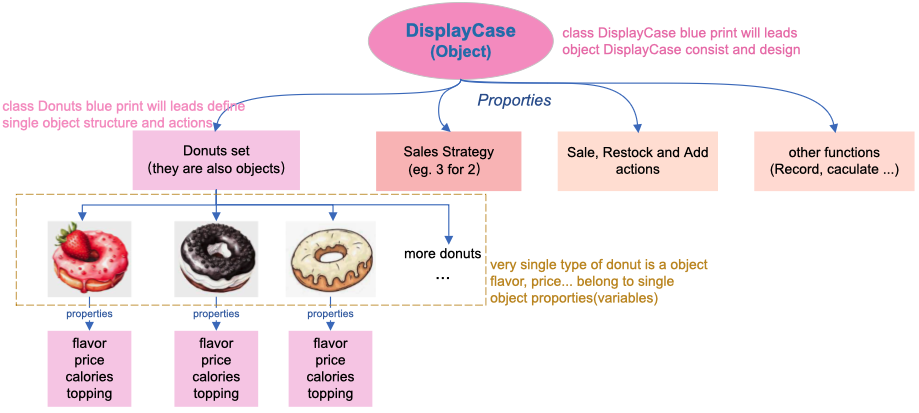 DisplayCase
(Object)
class DisplayCase blue print will leads
object DisplayCase consist and design
Proporties
class Donuts blue print will leads define
single object structure and actions
Donuts set
(they are also objects)
Sales Strategy
(eg. 3 for 2)
Sale, Restock and Add
actions
other functions
(Record, caculate ...)
more donuts
...
very single type of donut is a object
flavor, price... belong to single
object proporties(variables)
properties
properties
properties
flavor
price
calories
topping
flavor
price
calories
topping
flavor
price
calories
topping